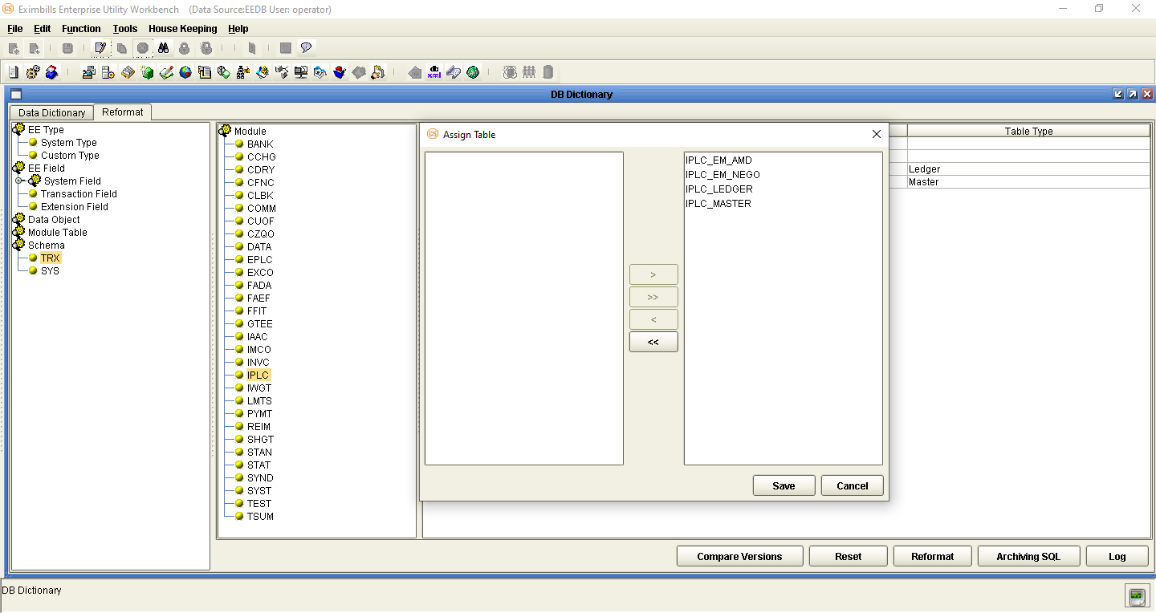 Eximbills Enterprise Utility Workbench (Data Source:EEDB User: operator)
File Edit Function Tools House Keeping Help
DB Dictionary
Data Dictionary Reformat
EE Type
System Type
Custom Type
EE Field
System Field
Transaction Field
Extension Field
Data Object
Module Table
Schema
TRX
SYS
Module
BANK
CCHG
CDRY
CFNC
CLBK
COMM
CUOF
CZQO
DATA
EPLC
EXCO
FADA
FAEF
FFIT
GTEE
IAAC
IMCO
INVC
IPLC
IWGT
LMTS
PYMT
REIM
SHGT
STAN
STAT
SYND
SYST
TEST
TSUM
Assign Table
IPLC_EM_AMD
IPLC_EM_NEGO
IPLC_LEDGER
IPLC_MASTER
>
>>
<
<<
Save Cancel
Table Type
Ledger
Master
Compare Versions Reset Reformat Archiving SQL Log
DB Dictionary